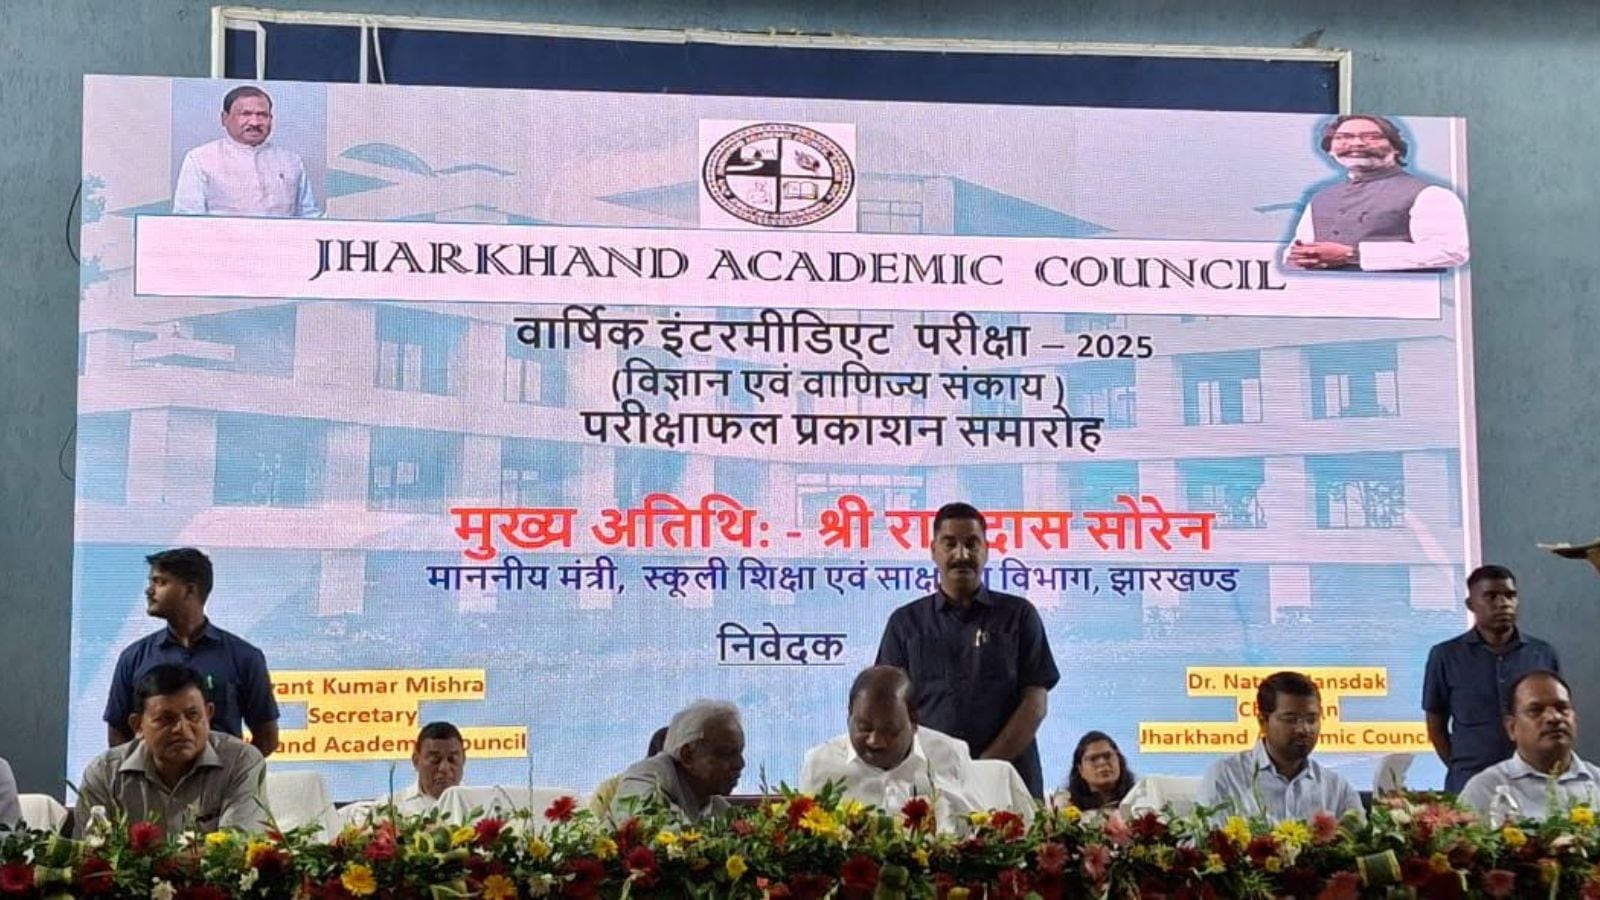 JHARKHAND ACADEMIC COUNCIL
वार्षिक इंटरमीडिएट परीक्षा – 2025
(विज्ञान एवं वाणिज्य संकाय )
परीक्षाफल प्रकाशन समारोह
मुख्य अतिथि: - श्री सोरेन
माननीय मंत्री, स्कूली शिक्षा एवं विभाग, झारखण्ड
निवेदक
Kumar Mishra
Secretary
Academic Council
Dr.
Jharkhand